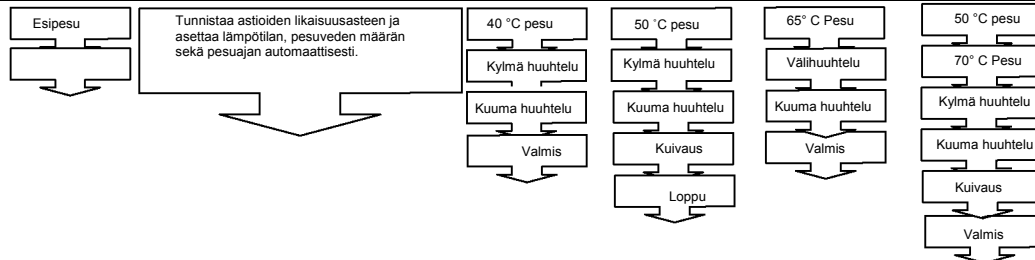 Esipesu
Tunnistaa astioiden likaisuusasteen ja
asettaa lämpötilan, pesuveden määrän
sekä pesuajan automaattisesti.
40 °C pesu
Kylmä huuhtelu
Kuuma huuhtelu
Valmis
50 °C pesu
Kylmä huuhtelu
Kuuma huuhtelu
Kuivaus
Loppu
65° C Pesu
Välihuuhtelu
Kuuma huuhtelu
Valmis
50 °C pesu
70° C Pesu
Kylmä huuhtelu
Kuuma huuhtelu
Kuivaus
Valmis